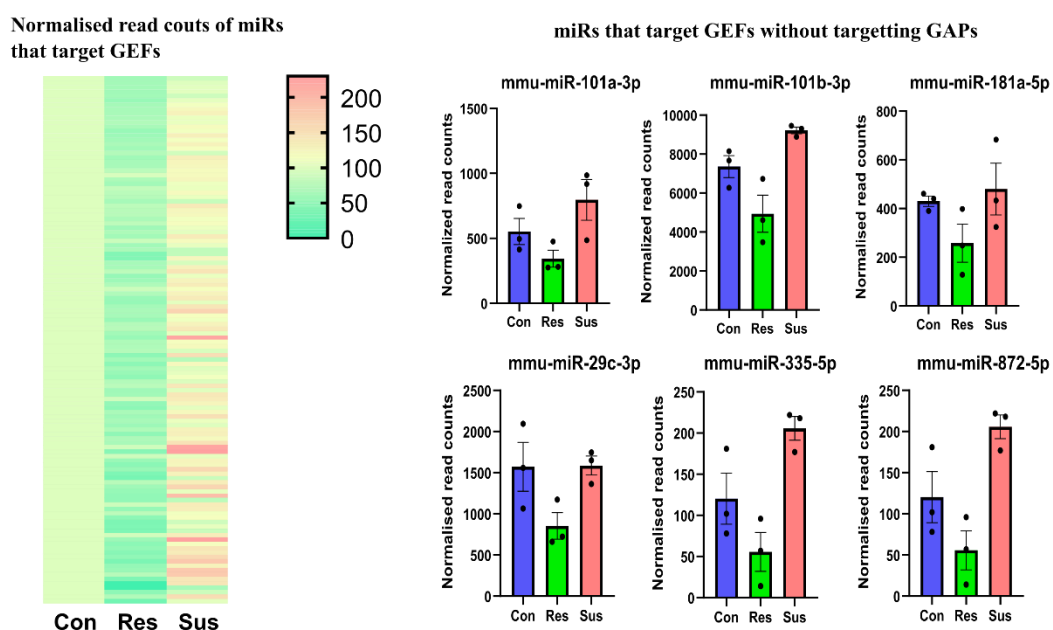 Normalised read couts of miRs
that target GEFs
200
150
100
50
0
Con Res Sus
miRs that target GEFs without targetting GAPs
mmu-miR-101a-3p
Normalized read counts
1500
1000
500
0
Con Res Sus
mmu-miR-101b-3p
Normalized read counts
10000
8000
6000
4000
2000
0
Con Res Sus
mmu-miR-181a-5p
Normalised read counts
800
600
400
200
0
Con Res Sus
mmu-miR-29c-3p
Normalised read counts
2500
2000
1500
1000
500
0
Con Res Sus
mmu-miR-335-5p
Normalised read counts
250
200
150
100
50
0
Con Res Sus
mmu-miR-872-5p
Normalised read counts
250
200
150
100
50
0
Con Res Sus